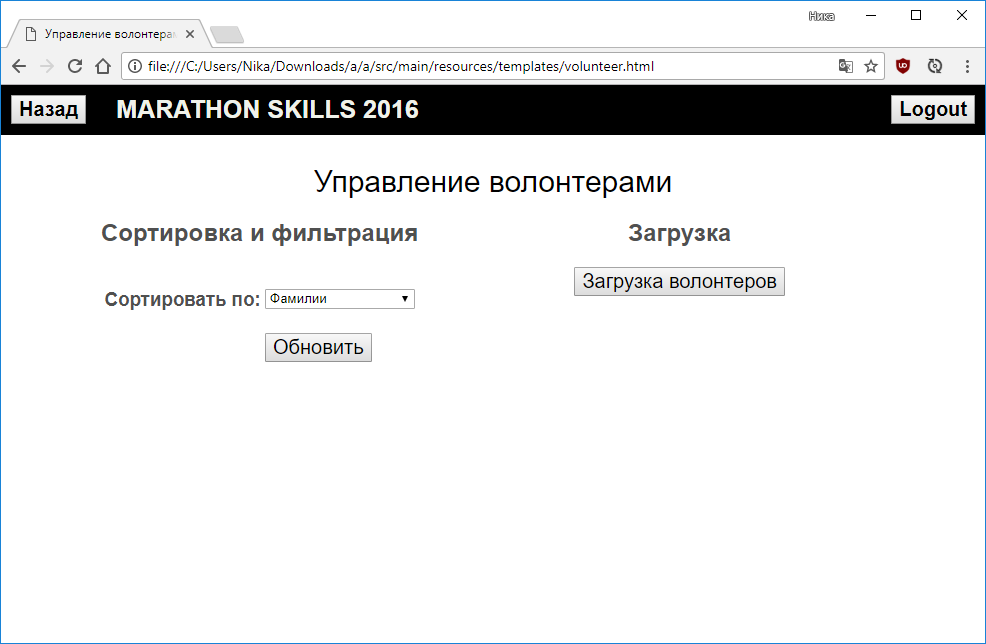 Ника
Управление волонтера
file:///C:/Users/Nika/Downloads/a/a/src/main/resources/templates/volunteer.html
Назад MARATHON SKILLS 2016 Logout
Управление волонтерами
Сортировка и фильтрация Загрузка
Загрузка волонтеров
Сортировать по: Фамилии
Обновить